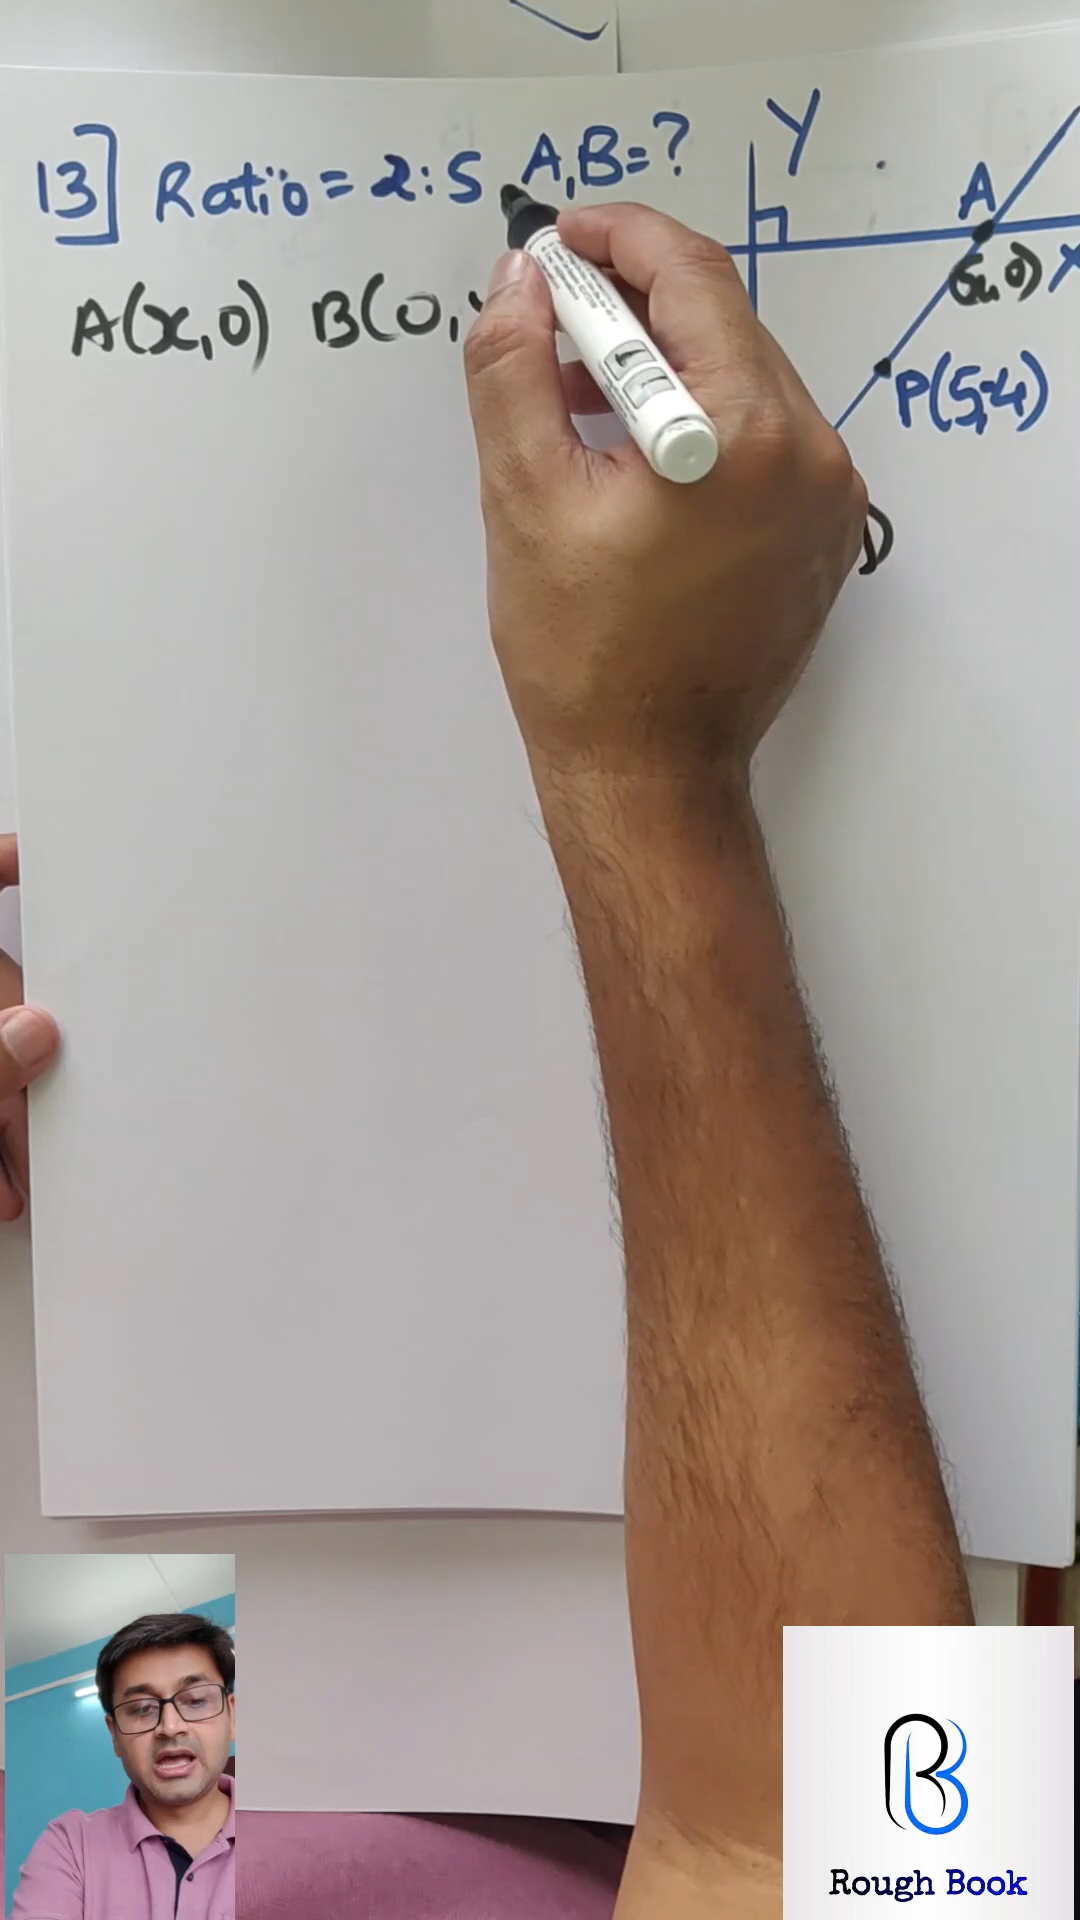 13] Ratio = 2:5, A,B=?
Y
A
A(x,0) B(0,
(x,0) X
P(5,-4)
Rough Book